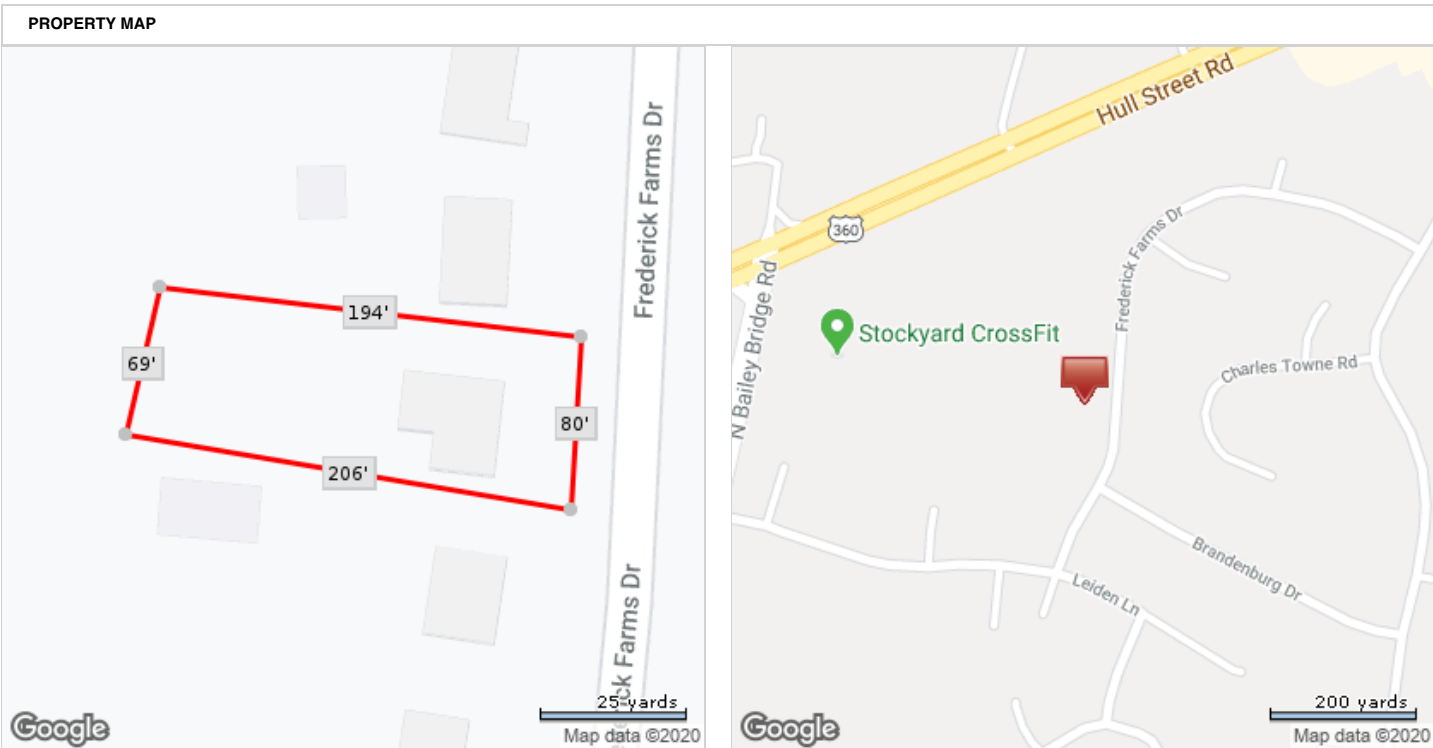 PROPERTY MAP
Frederick Farms Dr
194'
69'
80'
206'
ck Farms Dr
25 yards
Google
Map data ©2020
Hull Street Rd
360
N Bailey Bridge Rd
Frederick Farms Dr
Stockyard CrossFit
Charles Towne Rd
Brandenburg Dr
Leiden Ln
200 yards
Google
Map data ©2020